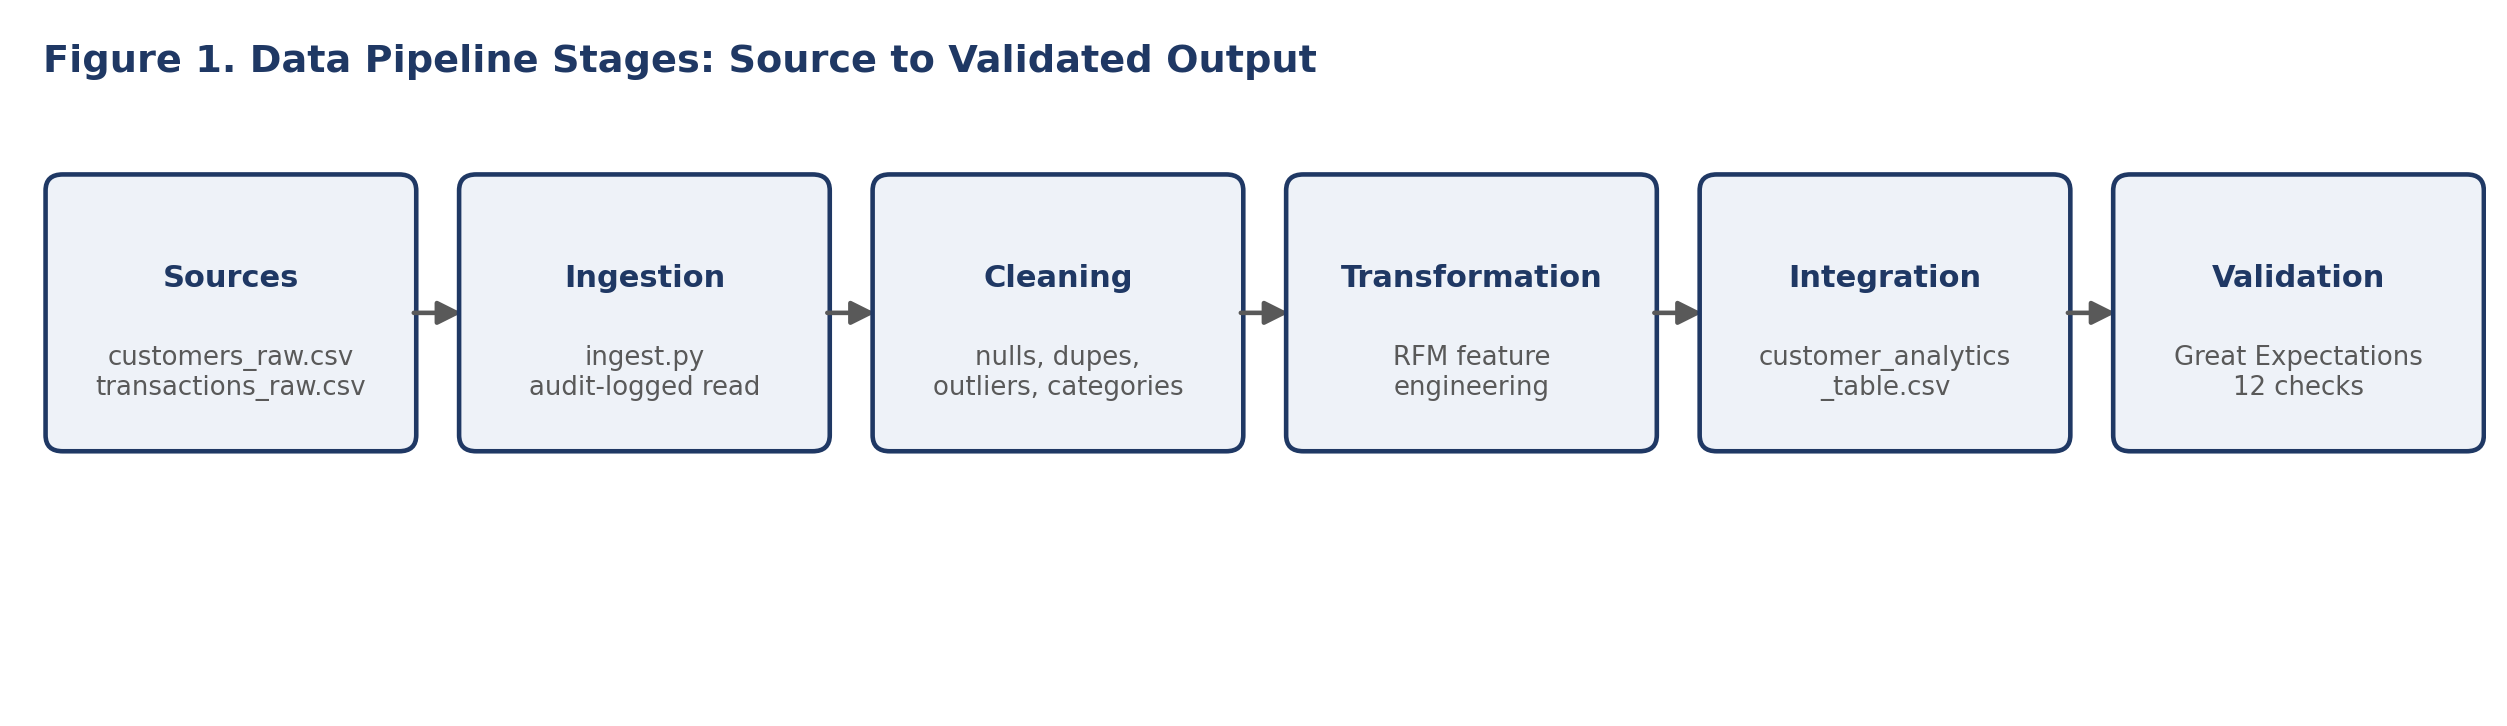 Figure 1. Data Pipeline Stages: Source to Validated Output
Sources
customers_raw.csv
transactions_raw.csv
Ingestion
ingest.py
audit-logged read
Cleaning
nulls, dupes,
outliers, categories
Transformation
RFM feature
engineering
Integration
customer_analytics
_table.csv
Validation
Great Expectations
12 checks